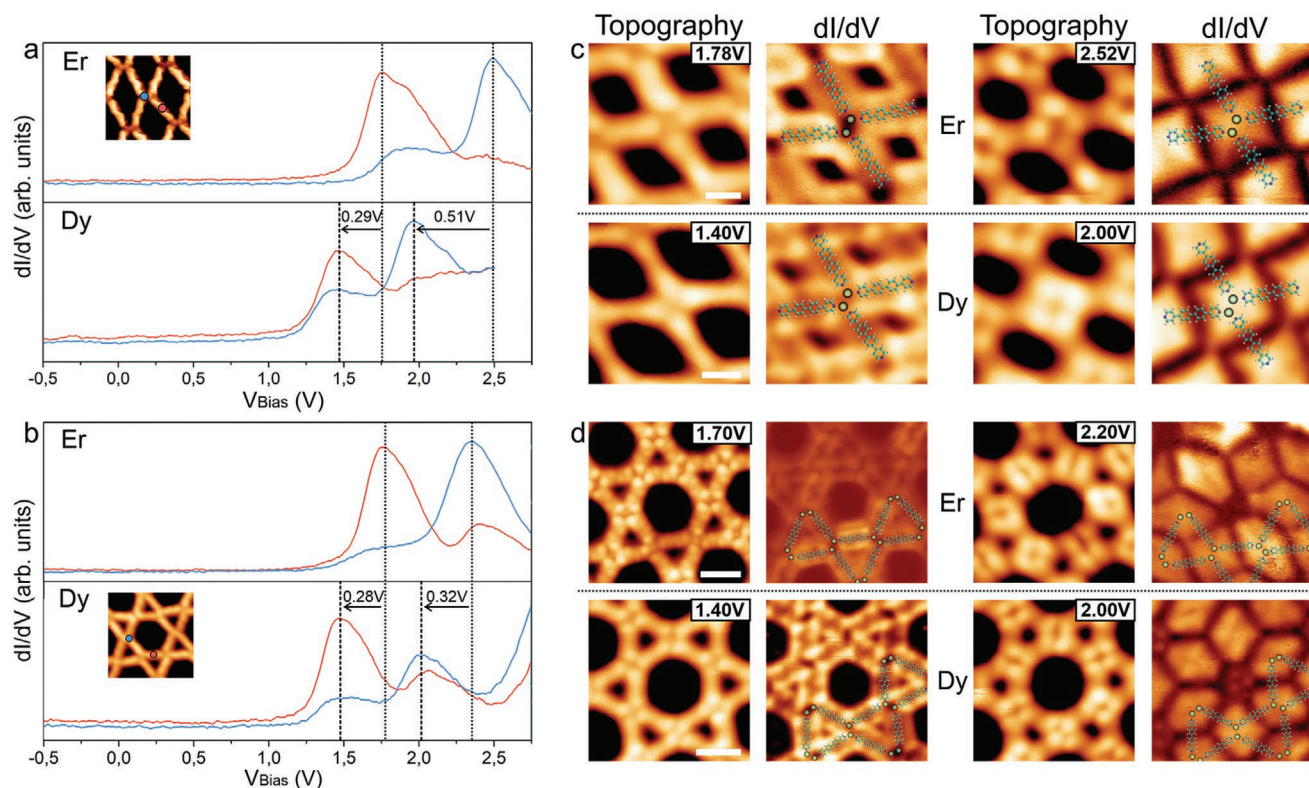 a
Er
Dy
0.29V
0.51V
dI/dV (arb. units)
-0,5 0,0 0,5 1,0 1,5 2,0 2,5
VBias (V)
b
Er
Dy
0.28V
0.32V
dI/dV (arb. units)
-0,5 0,0 0,5 1,0 1,5 2,0 2,5
VBias (V)
c
Topography dI/dV Topography dI/dV
1.78V
Er
2.52V
1.40V
Dy
2.00V
d
1.70V
Er
2.20V
1.40V
Dy
2.00V